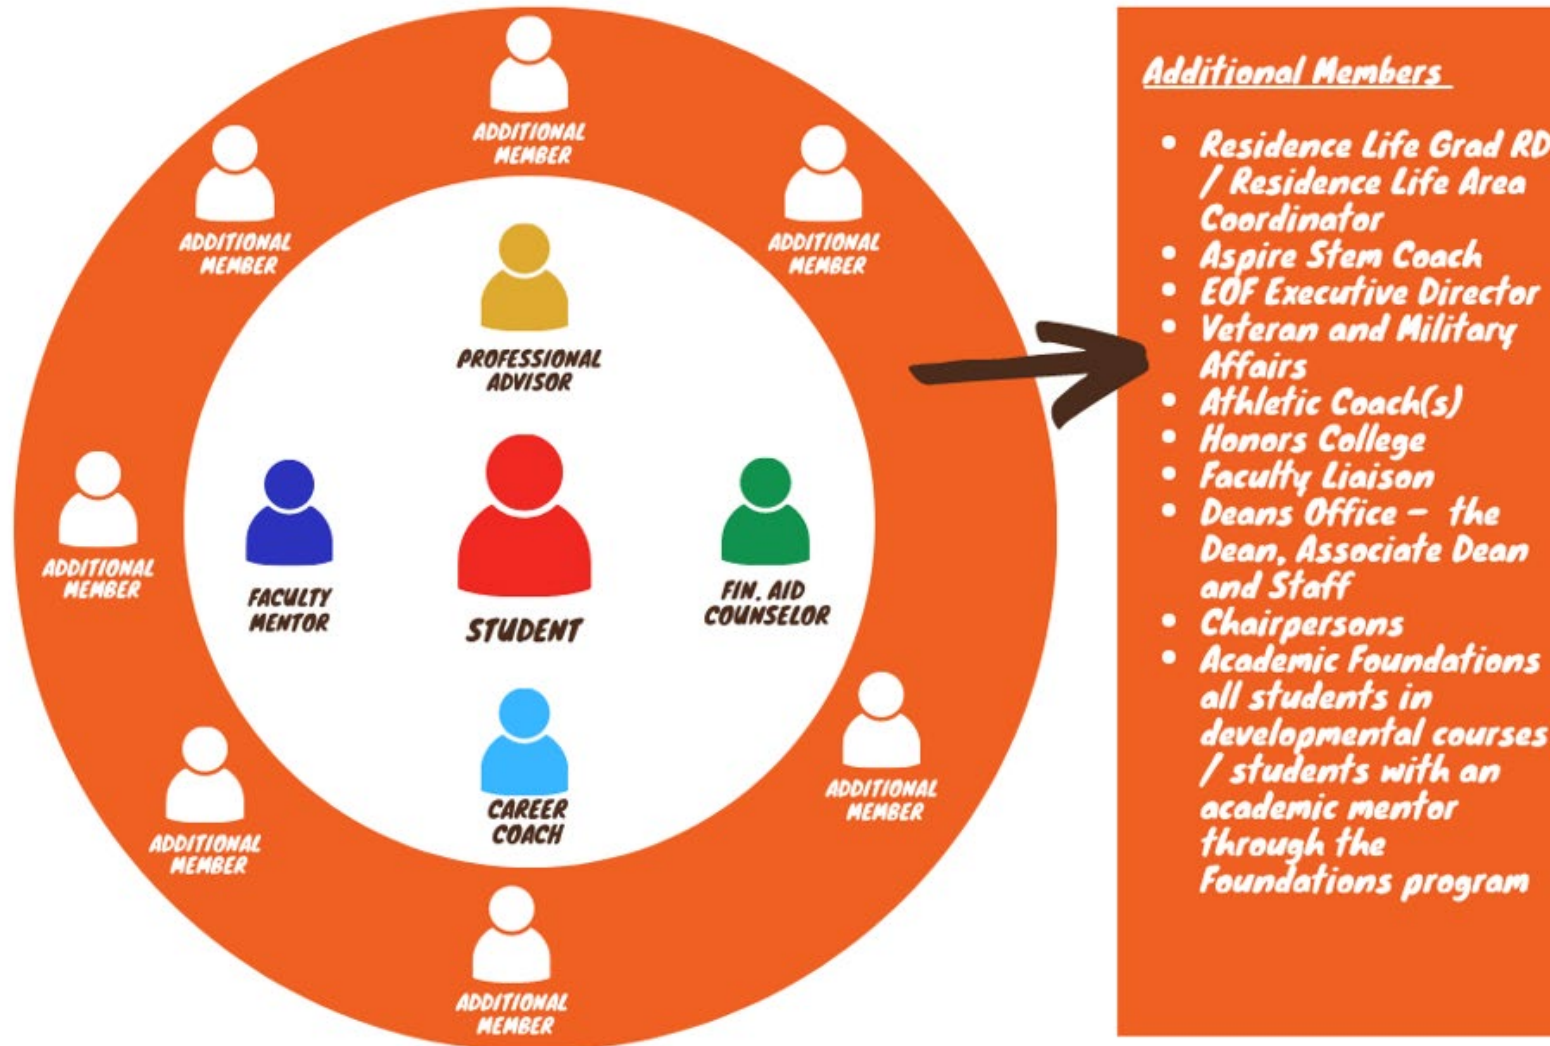 ADDITIONAL
MEMBER
ADDITIONAL
MEMBER
ADDITIONAL
MEMBER
PROFESSIONAL
ADVISOR
ADDITIONAL
MEMBER
FACULTY
MENTOR
STUDENT
FIN. AID
COUNSELOR
CAREER
COACH
ADDITIONAL
MEMBER
ADDITIONAL
MEMBER
ADDITIONAL
MEMBER
Additional Members
• Residence Life Grad RD
/ Residence Life Area
Coordinator
• Aspire Stem Coach
• EOF Executive Director
• Veteran and Military
Affairs
• Athletic Coach(s)
• Honors College
• Faculty Liaison
• Deans Office – the
Dean, Associate Dean
and Staff
• Chairpersons
• Academic Foundations
all students in
developmental courses
/ students with an
academic mentor
through the
Foundations program